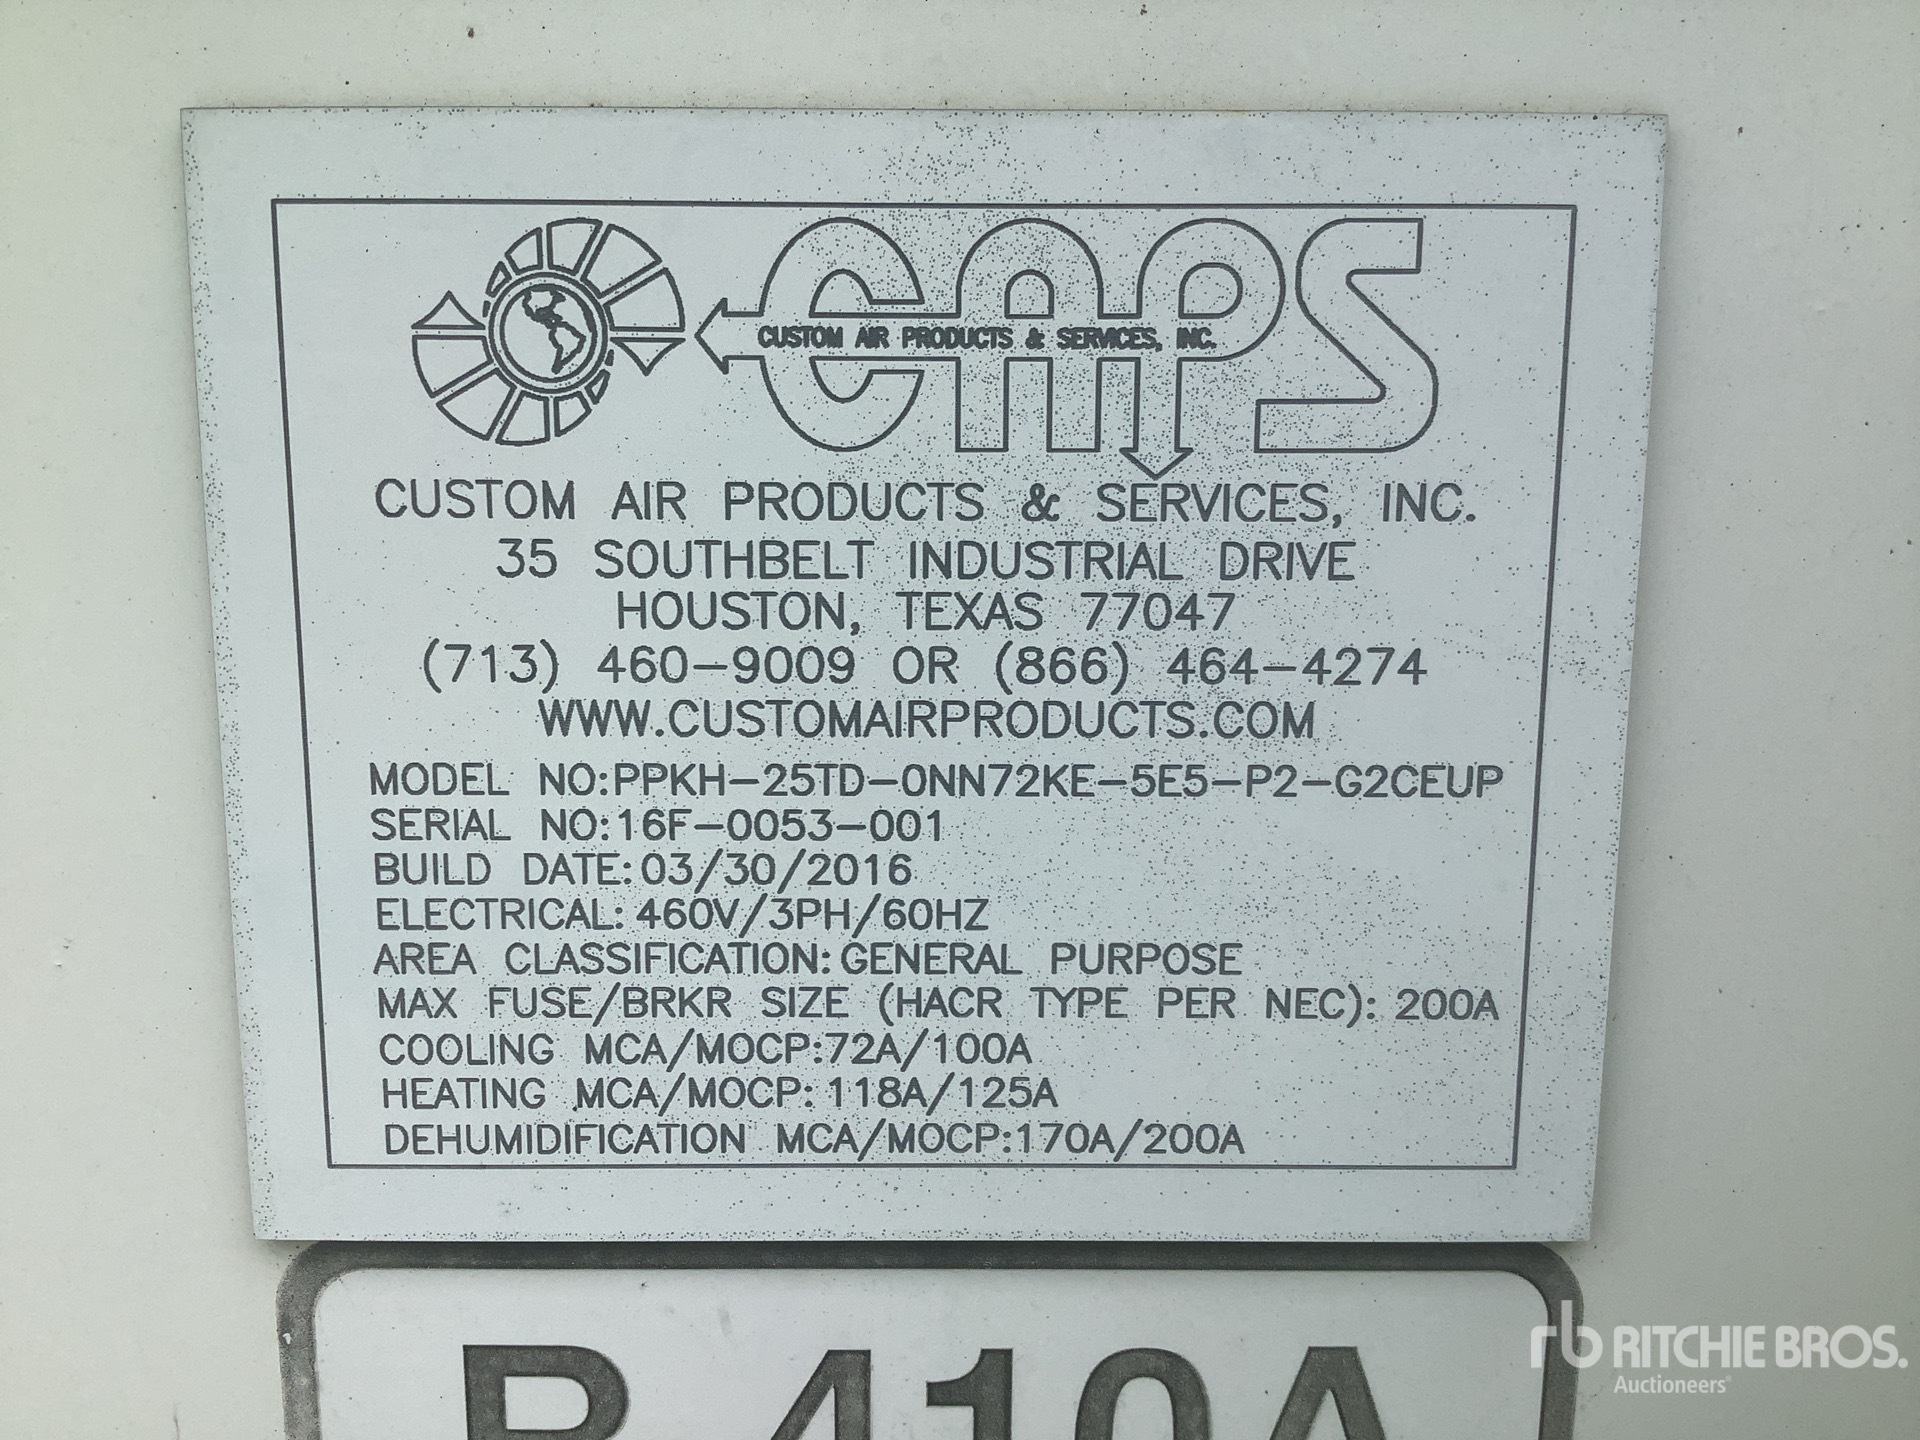 CAPS
CUSTOM AIR PRODUCTS & SERVICES, INC.
CUSTOM AIR PRODUCTS & SERVICES, INC.
35 SOUTHBELT INDUSTRIAL DRIVE
HOUSTON, TEXAS 77047
(713) 460-9009 OR (866) 464-4274
WWW.CUSTOMAIRPRODUCTS.COM
MODEL NO:PPKH-25TD-0NN72KE-5E5-P2-G2CEUP
SERIAL NO:16F-0053-001
BUILD DATE:03/30/2016
ELECTRICAL:460V/3PH/60HZ
AREA CLASSIFICATION:GENERAL PURPOSE
MAX FUSE/BRKR SIZE (HACR TYPE PER NEC): 200A
COOLING MCA/MOCP:72A/100A
HEATING MCA/MOCP:118A/125A
DEHUMIDIFICATION MCA/MOCP:170A/200A
R-410A
rb RITCHIE BROS.
Auctioneers